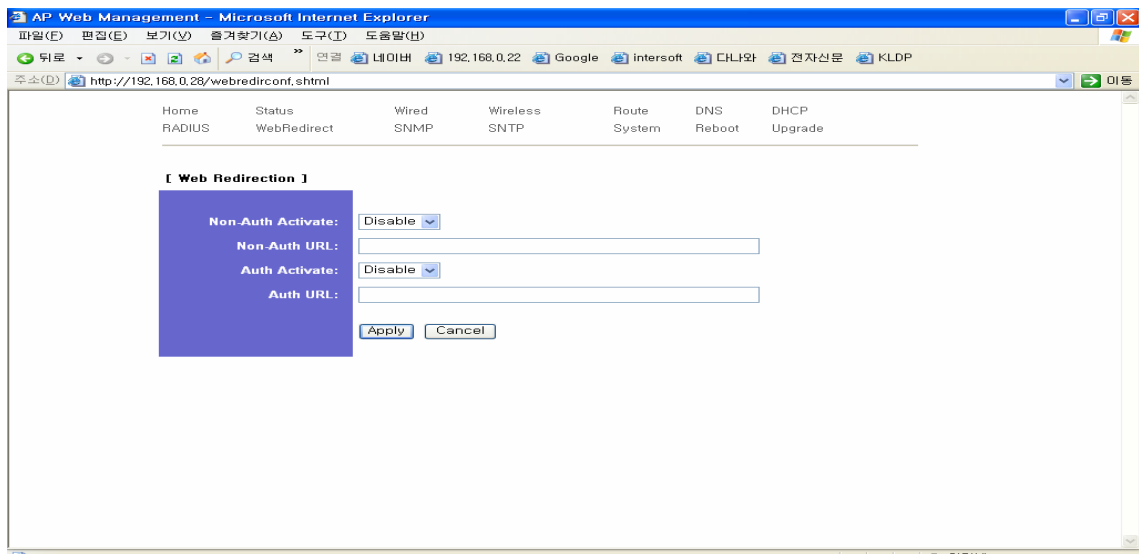 AP Web Management - Microsoft Internet Explorer
파일(F) 편집(E) 보기(V) 즐겨찾기(A) 도구(T) 도움말(H)
뒤로 검색 » 연결 네이버 192.168.0.22 Google intersoft 다나와 전자신문 KLDP
주소(D) http://192.168.0.28/webredirconf.shtml 이동
Home Status Wired Wireless Route DNS DHCP
RADIUS WebRedirect SNMP SNTP System Reboot Upgrade
[ Web Redirection ]
Non-Auth Activate: Disable
Non-Auth URL:
Auth Activate: Disable
Auth URL:
Apply Cancel